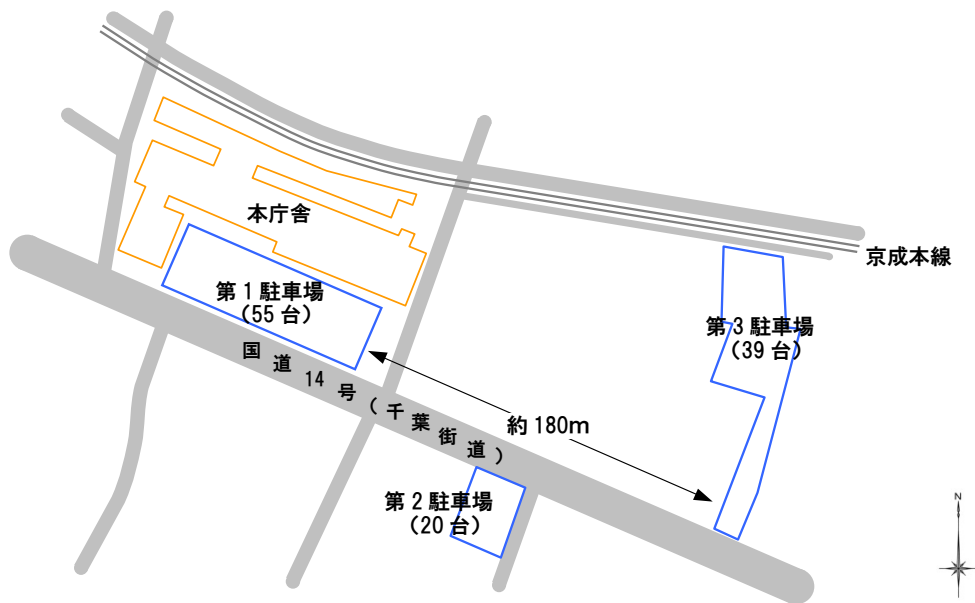 本庁舎
京成本線
第1駐車場
（55台）
第3駐車場
（39台）
国道14号（千葉街道）
約180m
第2駐車場
（20台）
N